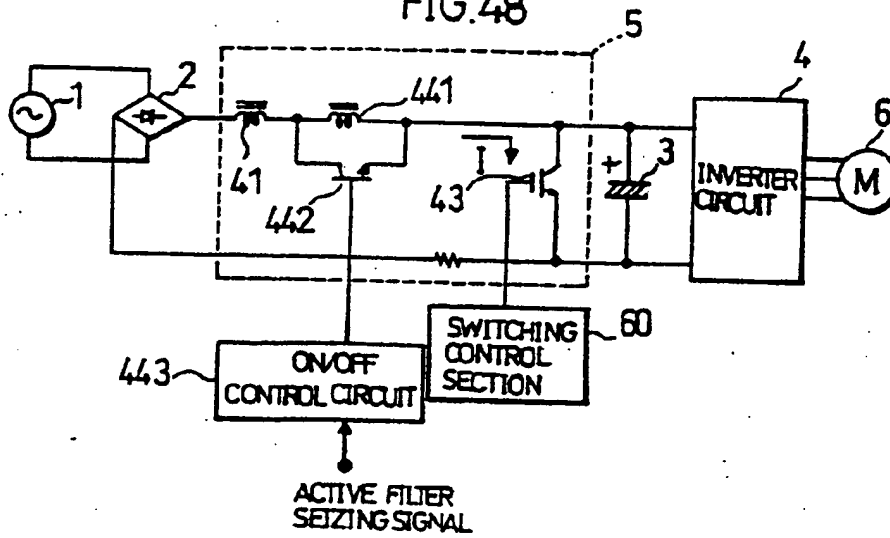 FIG.48
5
1
2
441
4
6
41
442
I
43
+
3
INVERTER
CIRCUIT
M
443
ON/OFF
CONTROL CIRCUIT
SWITCHING
CONTROL
SECTION
60
ACTIVE FILTER
SEIZING SIGNAL